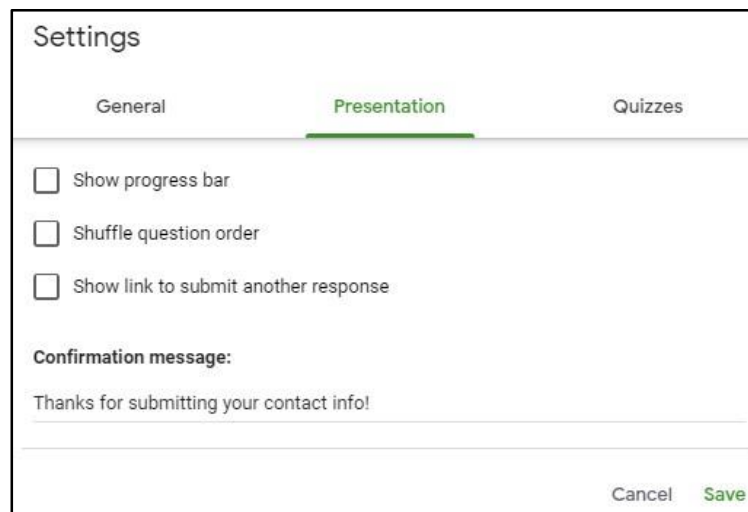 Settings
General Presentation Quizzes
Show progress bar
Shuffle question order
Show link to submit another response
Confirmation message:
Thanks for submitting your contact info!
Cancel Save